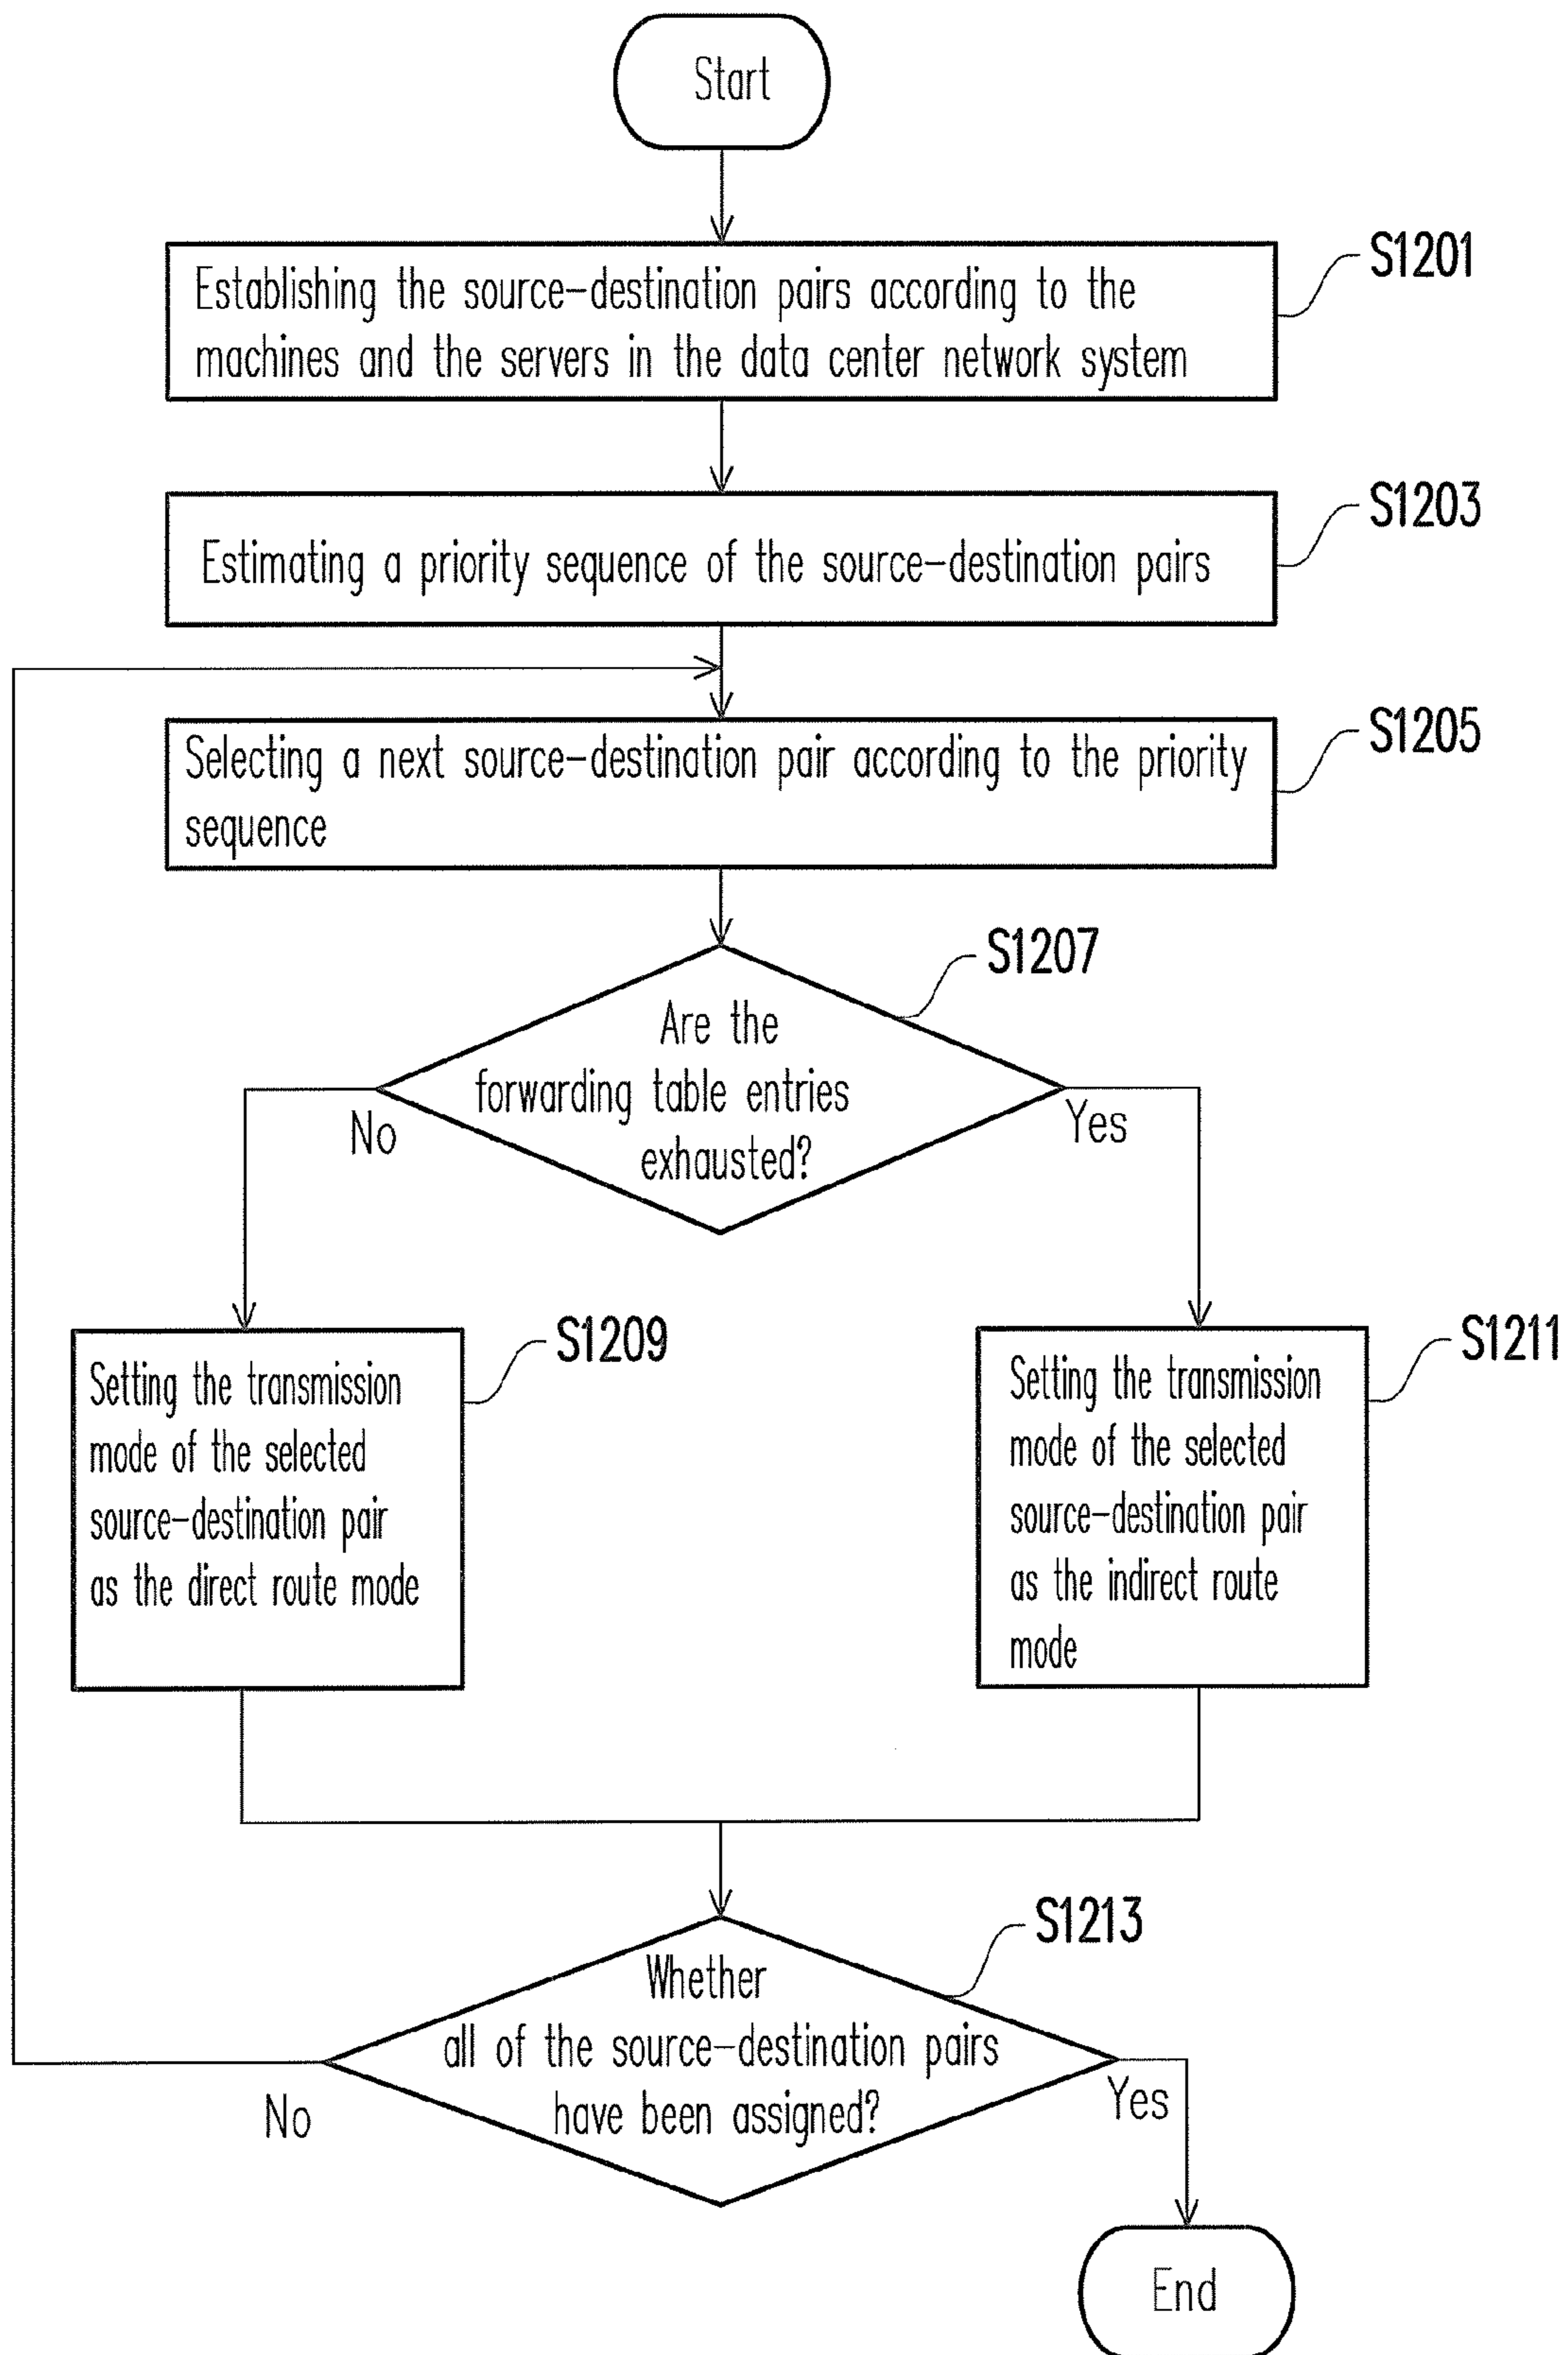 Start
S1201
Establishing the source-destination pairs according to the
machines and the servers in the data center network system
S1203
Estimating a priority sequence of the source-destination pairs
S1205
Selecting a next source-destination pair according to the priority
sequence
S1207
Are the
forwarding table entries
exhausted?
No
Yes
S1209
Setting the transmission
mode of the selected
source-destination pair
as the direct route mode
S1211
Setting the transmission
mode of the selected
source-destination pair
as the indirect route
mode
S1213
Whether
all of the source-destination pairs
have been assigned?
No
Yes
End